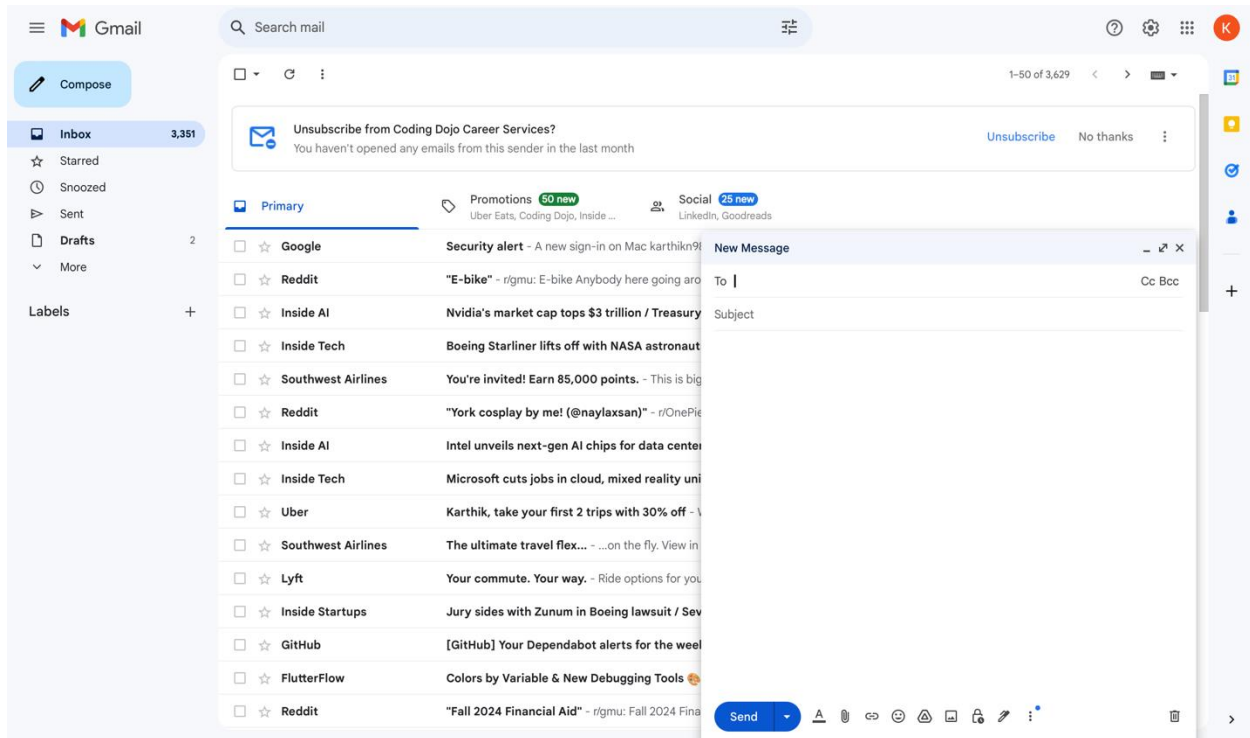 Gmail
Search mail
K
Compose
1–50 of 3,629
31
Inbox 3,351
Starred
Snoozed
Sent
Drafts 2
More
Labels
Unsubscribe from Coding Dojo Career Services?
You haven't opened any emails from this sender in the last month
Unsubscribe No thanks
Primary
Promotions 50 new
Uber Eats, Coding Dojo, Inside ...
Social 25 new
LinkedIn, Goodreads
Google Security alert - A new sign-in on Mac
Reddit "E-bike" - r/gmu: E-bike Anybody here going
Inside AI Nvidia's market cap tops $3 trillion / Treasury
Inside Tech Boeing Starliner lifts off with NASA astronaut
Southwest Airlines You're invited! Earn 85,000 points. - This is big
Reddit "York cosplay by me! (@naylaxsan)" -
Inside AI Intel unveils next-gen AI chips for data
Inside Tech Microsoft cuts jobs in cloud, mixed reality
Uber Karthik, take your first 2 trips with 30% off -
Southwest Airlines The ultimate travel flex... - ...on the fly. View in
Lyft Your commute. Your way. - Ride options for
Inside Startups Jury sides with Zunum in Boeing lawsuit /
GitHub [GitHub] Your Dependabot alerts for the
FlutterFlow Colors by Variable & New Debugging Tools 🎨
Reddit "Fall 2024 Financial Aid" - r/gmu: Fall 2024
New Message
To Cc Bcc
Subject
Send